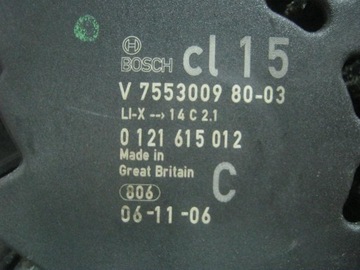 BOSCH cl 15
V 7553009 80-03
LI-X --> 14 C 2.1
0 121 615 012
Made in
Great Britain C
806
06-11-06